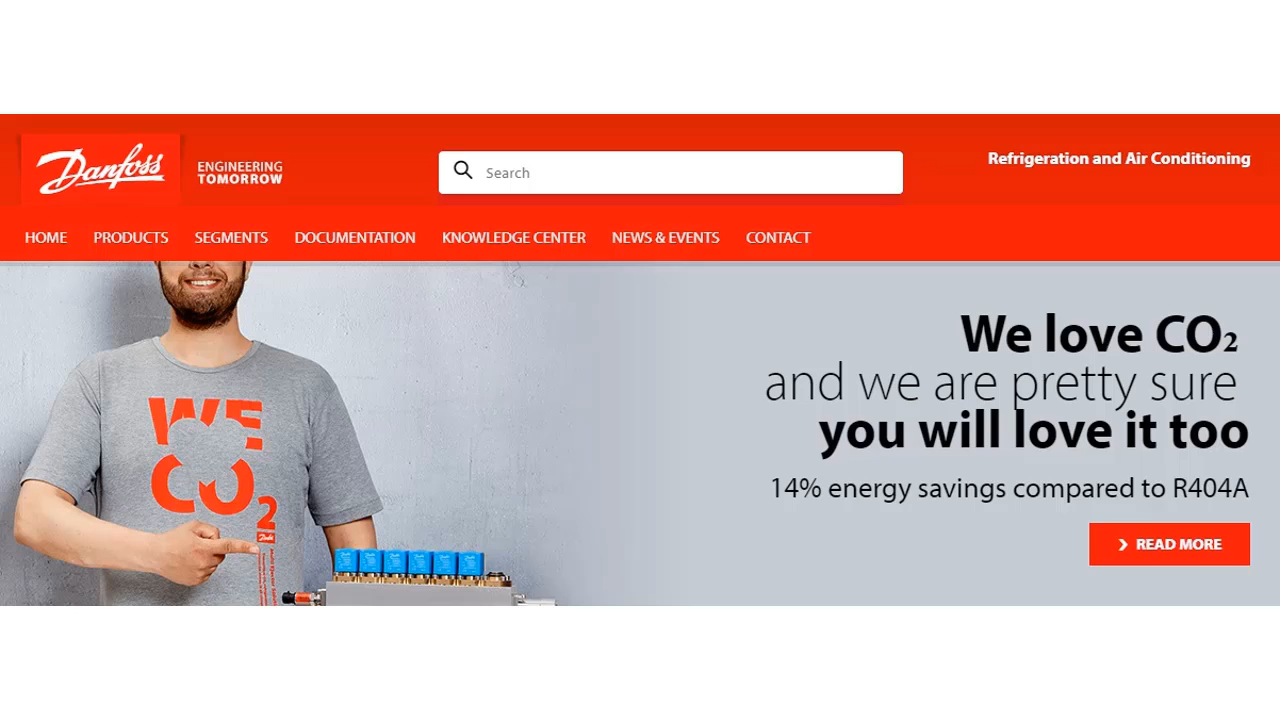 Danfoss
ENGINEERING
TOMORROW
Search
Refrigeration and Air Conditioning
HOME PRODUCTS SEGMENTS DOCUMENTATION KNOWLEDGE CENTER NEWS & EVENTS CONTACT
We love CO₂
and we are pretty sure
you will love it too
14% energy savings compared to R404A
❯ READ MORE
WE
CO2
Danfoss